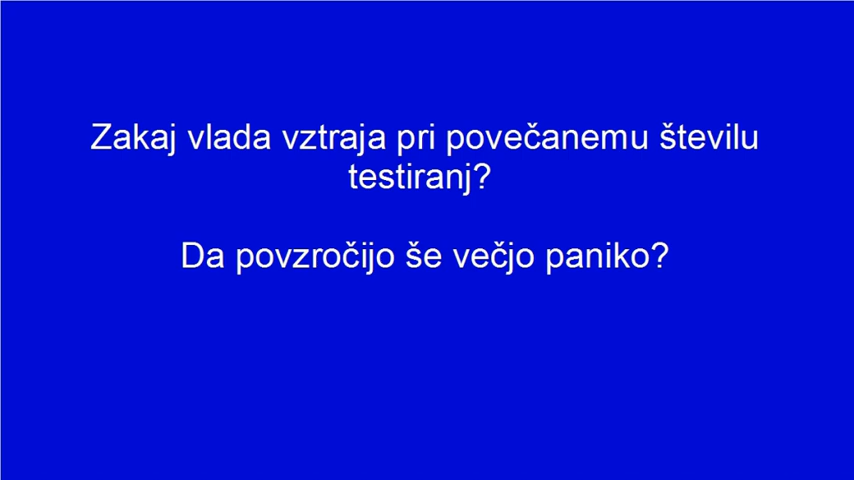 Zakaj vlada vztraja pri povečanemu številu
testiranj?
Da povzročijo še večjo paniko?